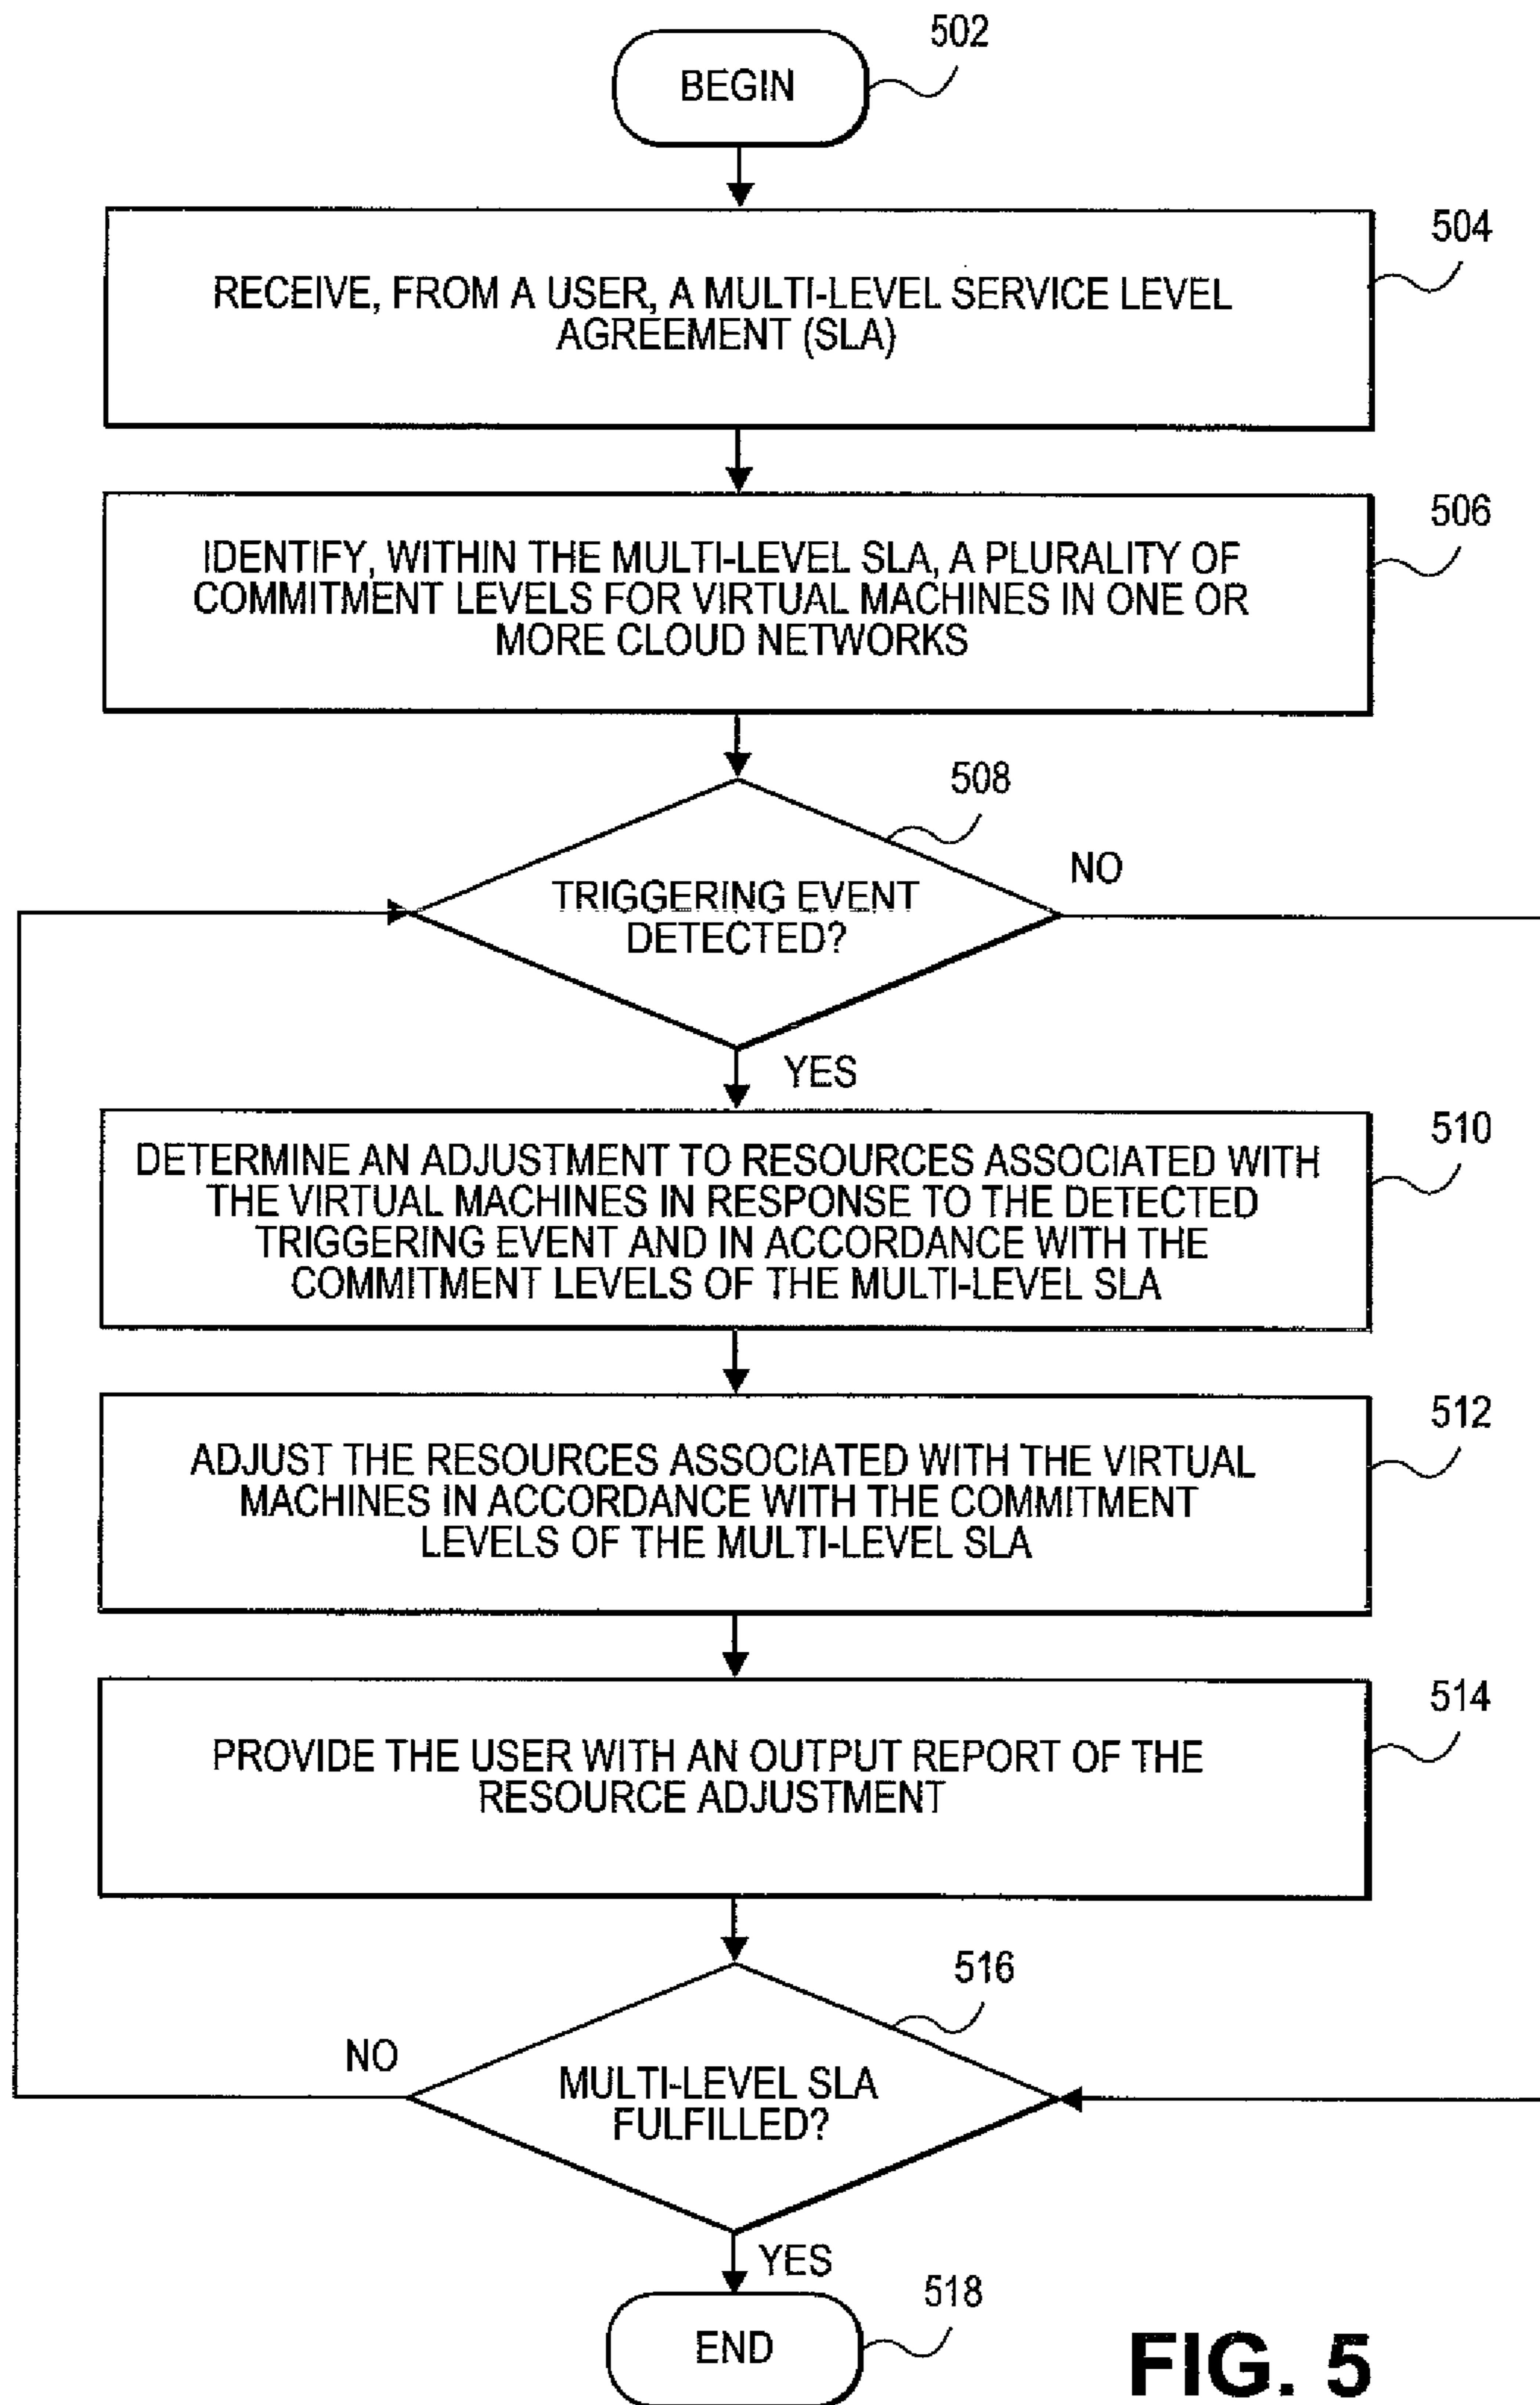 502
BEGIN
504
RECEIVE, FROM A USER, A MULTI-LEVEL SERVICE LEVEL
AGREEMENT (SLA)
506
IDENTIFY, WITHIN THE MULTI-LEVEL SLA, A PLURALITY OF
COMMITMENT LEVELS FOR VIRTUAL MACHINES IN ONE OR
MORE CLOUD NETWORKS
508
NO
TRIGGERING EVENT
DETECTED?
YES
510
DETERMINE AN ADJUSTMENT TO RESOURCES ASSOCIATED WITH
THE VIRTUAL MACHINES IN RESPONSE TO THE DETECTED
TRIGGERING EVENT AND IN ACCORDANCE WITH THE
COMMITMENT LEVELS OF THE MULTI-LEVEL SLA
512
ADJUST THE RESOURCES ASSOCIATED WITH THE VIRTUAL
MACHINES IN ACCORDANCE WITH THE COMMITMENT
LEVELS OF THE MULTI-LEVEL SLA
514
PROVIDE THE USER WITH AN OUTPUT REPORT OF THE
RESOURCE ADJUSTMENT
516
NO
MULTI-LEVEL SLA
FULFILLED?
YES
518
END
FIG. 5